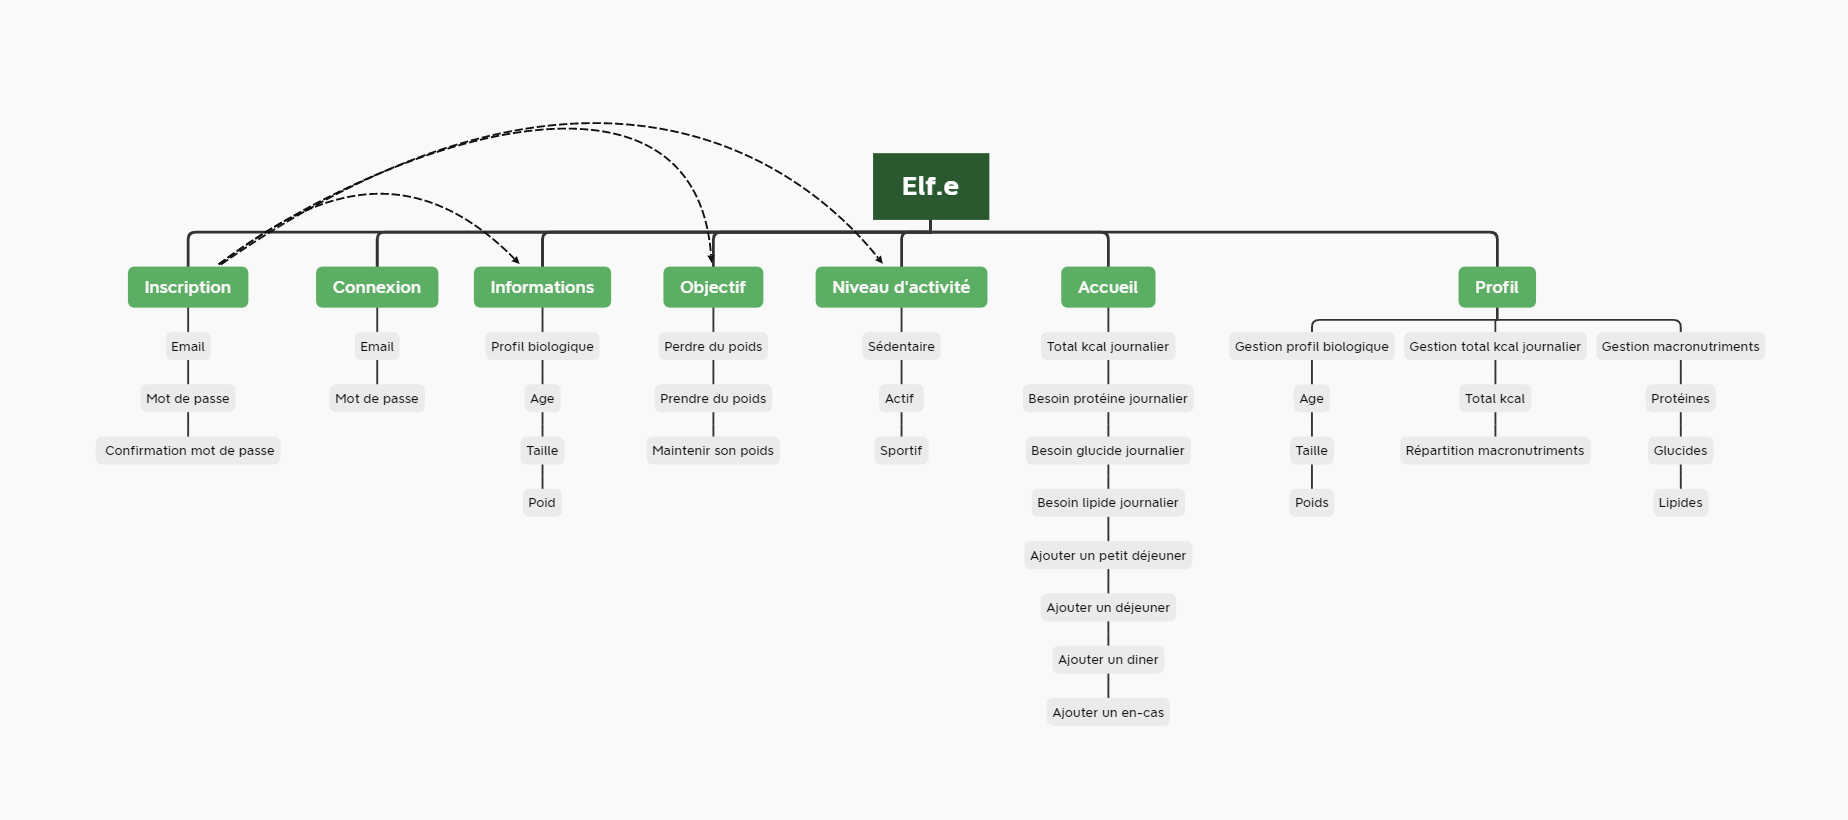 Elf.e
Inscription
Email
Mot de passe
Confirmation mot de passe
Connexion
Email
Mot de passe
Informations
Profil biologique
Age
Taille
Poid
Objectif
Perdre du poids
Prendre du poids
Maintenir son poids
Niveau d'activité
Sédentaire
Actif
Sportif
Accueil
Total kcal journalier
Besoin protéine journalier
Besoin glucide journalier
Besoin lipide journalier
Ajouter un petit déjeuner
Ajouter un déjeuner
Ajouter un diner
Ajouter un en-cas
Profil
Gestion profil biologique
Age
Taille
Poids
Gestion total kcal journalier
Total kcal
Répartition macronutriments
Gestion macronutriments
Protéines
Glucides
Lipides